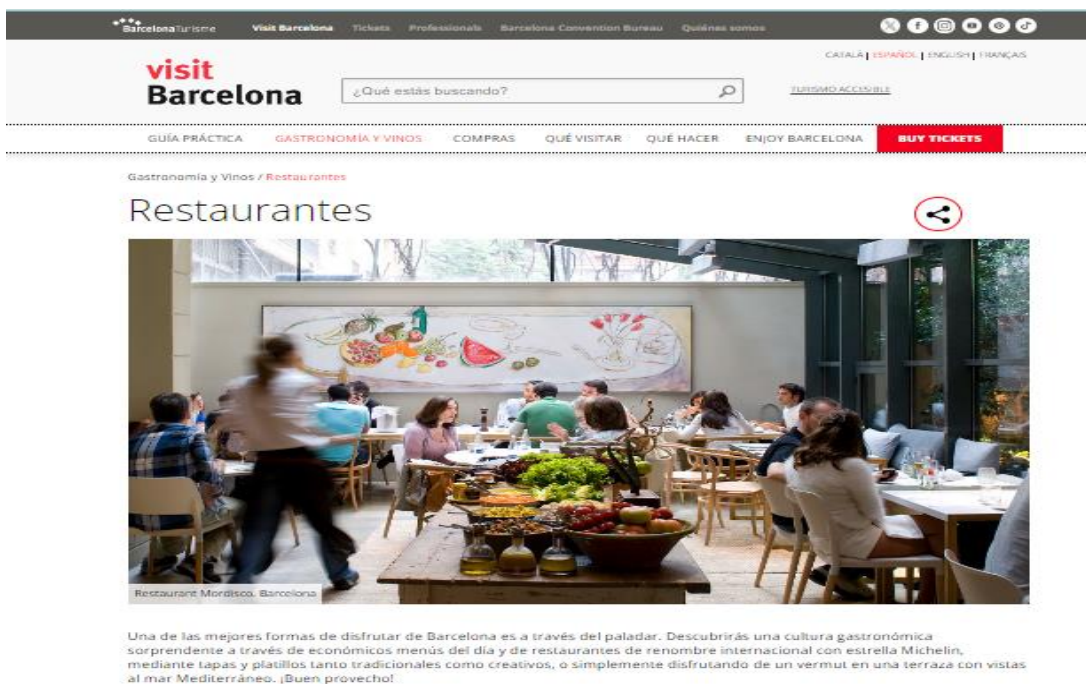 BarcelonaTurisme Visit Barcelona Tickets Professionals Barcelona Convention Bureau Quiénes somos
CATALÀ | ESPAÑOL | ENGLISH | FRANÇAIS
visit
Barcelona
¿Qué estás buscando?
TURISMO ACCESIBLE
GUÍA PRÁCTICA GASTRONOMÍA Y VINOS COMPRAS QUÉ VISITAR QUÉ HACER ENJOY BARCELONA BUY TICKETS
Gastronomía y Vinos / Restaurantes
Restaurantes
Restaurant Mordisco. Barcelona
Una de las mejores formas de disfrutar de Barcelona es a través del paladar. Descubrirás una cultura gastronómica
sorprendente a través de económicos menús del día y de restaurantes de renombre internacional con estrella Michelin,
mediante tapas y platillos tanto tradicionales como creativos, o simplemente disfrutando de un vermut en una terraza con vistas
al mar Mediterráneo. ¡Buen provecho!